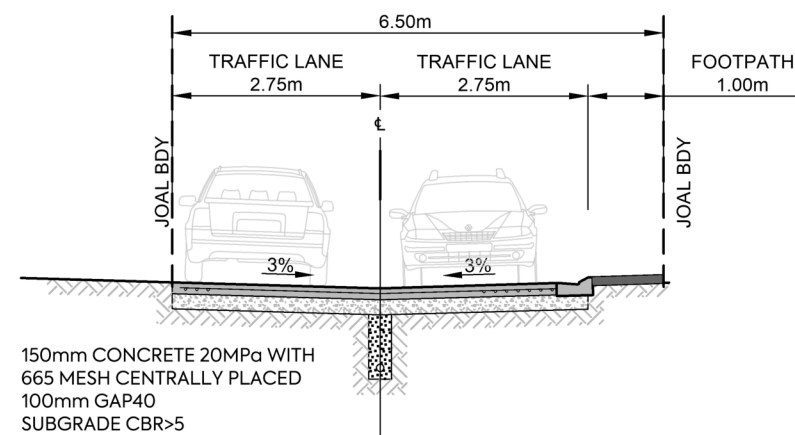 6.50m
TRAFFIC LANE
2.75m
TRAFFIC LANE
2.75m
FOOTPATH
1.00m
℄
JOAL BDY
JOAL BDY
3%
3%
150mm CONCRETE 20MPa WITH
665 MESH CENTRALLY PLACED
100mm GAP40
SUBGRADE CBR>5